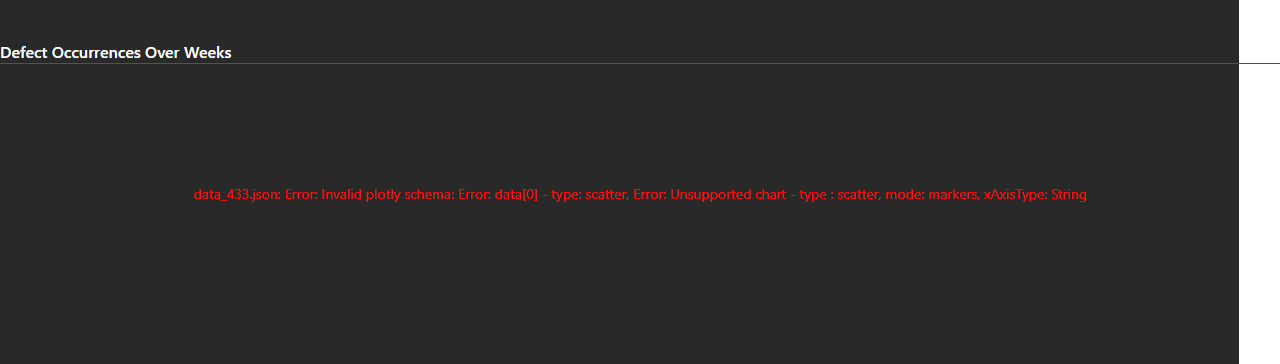 Defect Occurrences Over Weeks
data_433.json: Error: Invalid plotly schema: Error: data[0] - type: scatter, Error: Unsupported chart - type : scatter, mode: markers, xAxisType: String